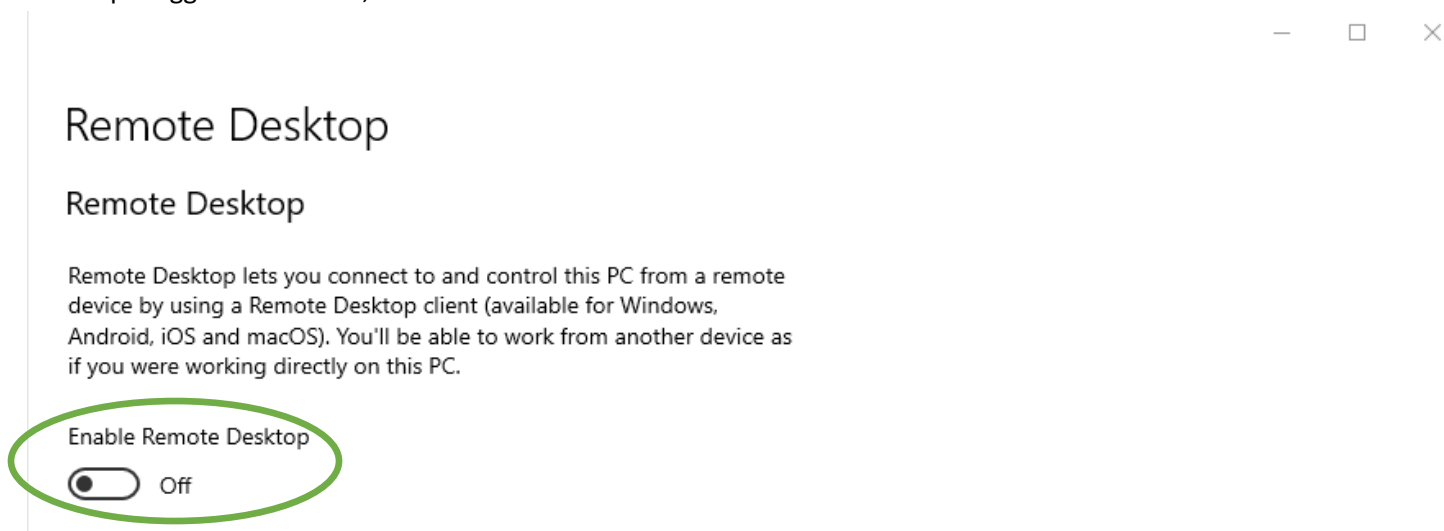 Remote Desktop
Remote Desktop
Remote Desktop lets you connect to and control this PC from a remote
device by using a Remote Desktop client (available for Windows,
Android, iOS and macOS). You'll be able to work from another device as
if you were working directly on this PC.
Enable Remote Desktop
Off